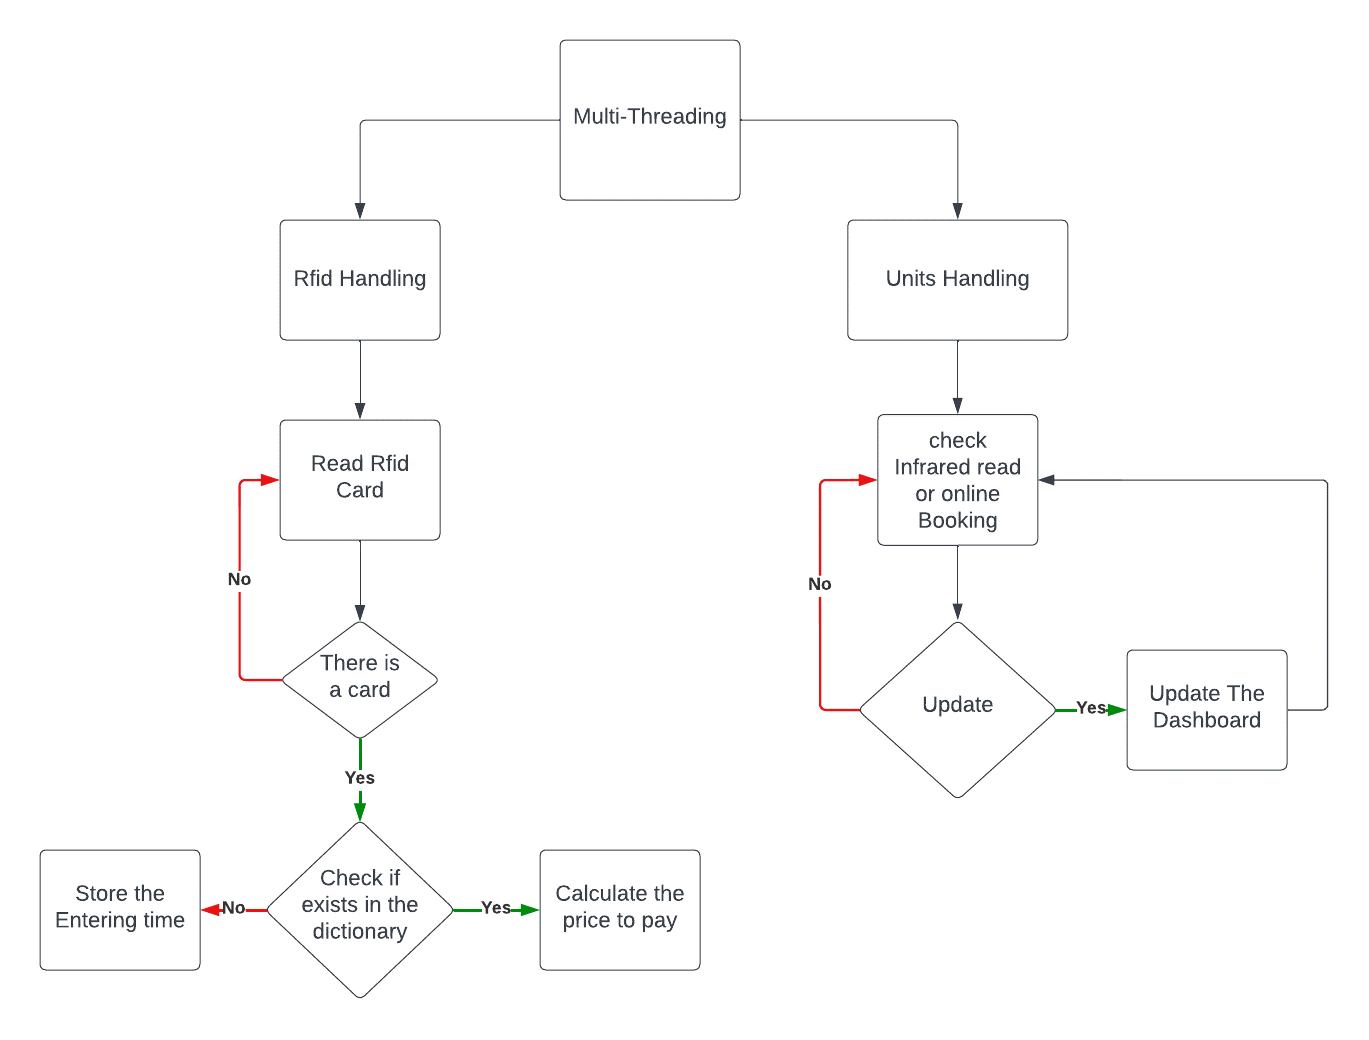 Multi-Threading
Rfid Handling
Units Handling
Read Rfid
Card
check
Infrared read
or online
Booking
No
No
There is
a card
Update
Yes
Update The
Dashboard
Yes
Store the
Entering time
No
Check if
exists in the
dictionary
Yes
Calculate the
price to pay